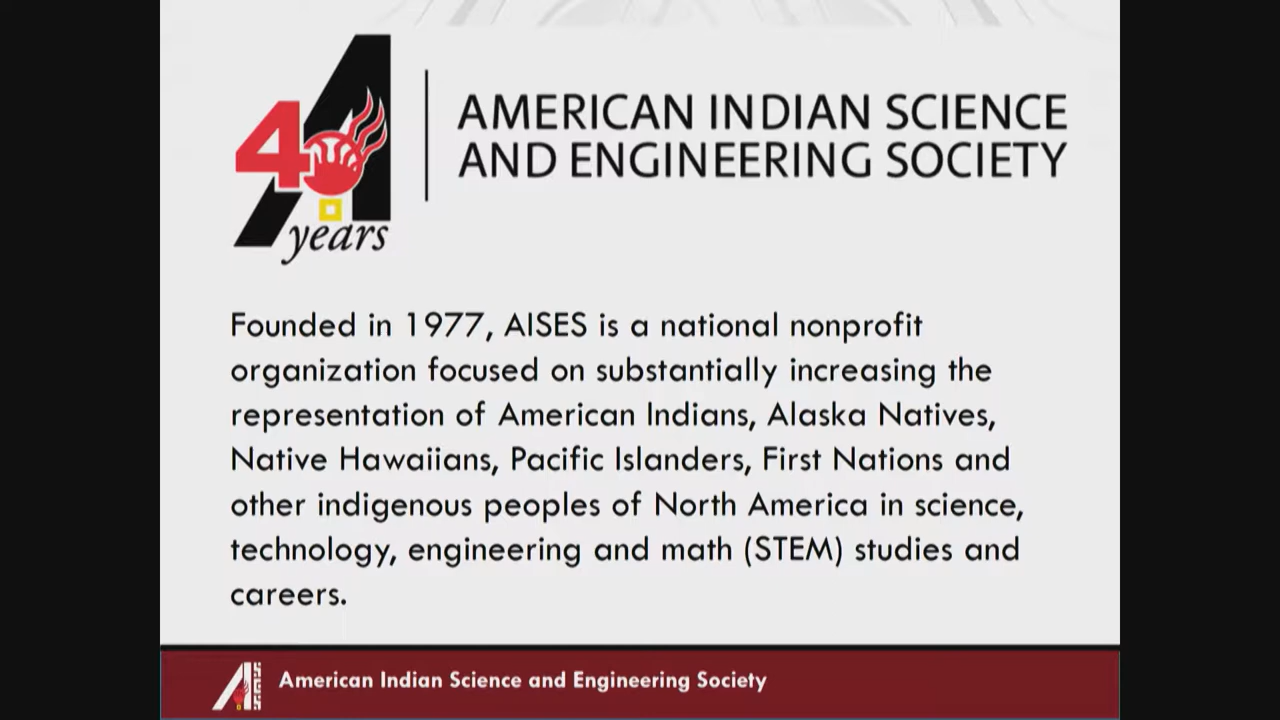 40
years
AMERICAN INDIAN SCIENCE
AND ENGINEERING SOCIETY
Founded in 1977, AISES is a national nonprofit
organization focused on substantially increasing the
representation of American Indians, Alaska Natives,
Native Hawaiians, Pacific Islanders, First Nations and
other indigenous peoples of North America in science,
technology, engineering and math (STEM) studies and
careers.
AISES
American Indian Science and Engineering Society